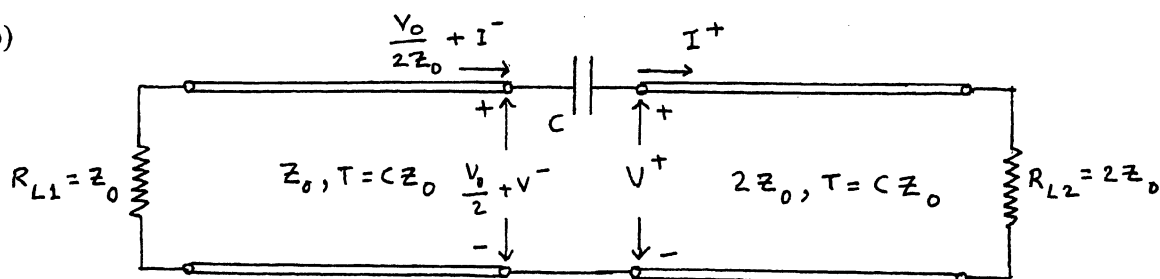 )
V₀/2Z₀ + I⁻
I⁺
+
+
C
R_L1 = Z₀
Z₀, T = CZ₀
V₀/2 + V⁻
V⁺
2Z₀, T = CZ₀
R_L2 = 2Z₀
-
-